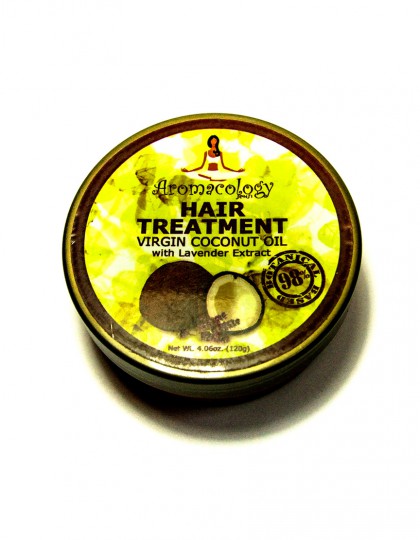 Aromacology
HAIR
TREATMENT
VIRGIN COCONUT OIL
with Lavender Extract
98%
BOTANICAL
BASED
Net Wt. 4.06oz. (120g)